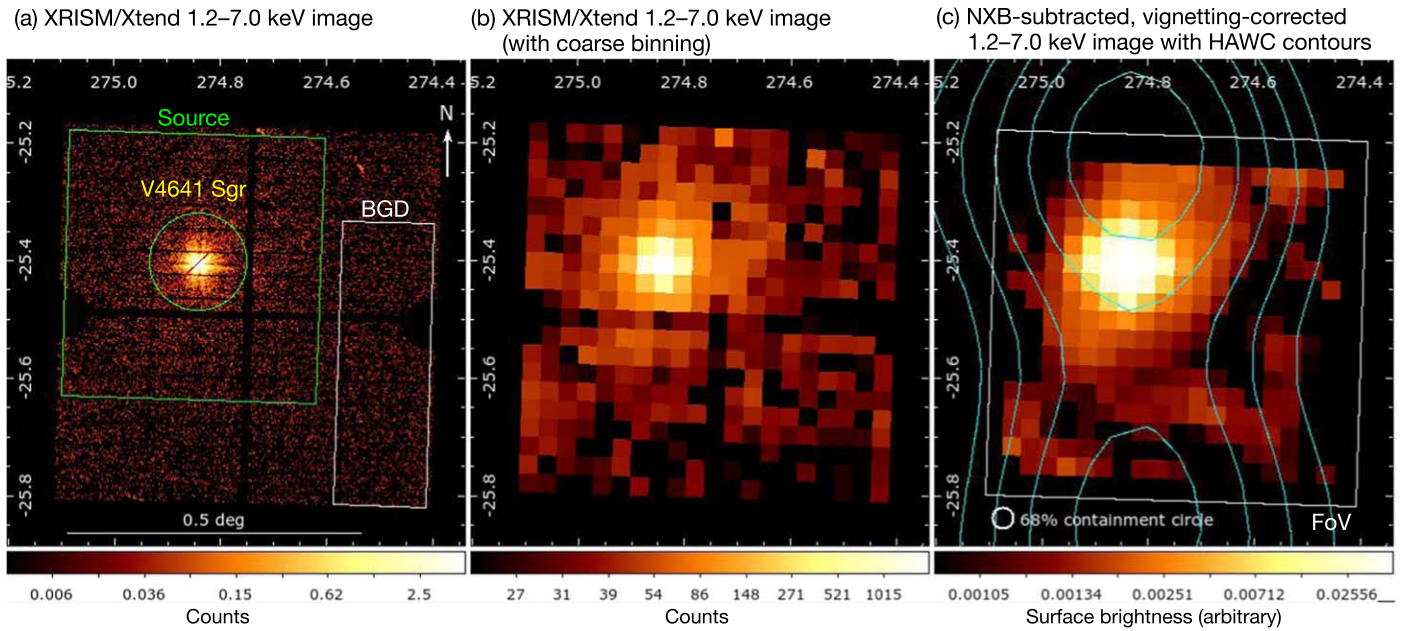 (a) XRISM/Xtend 1.2–7.0 keV image
5.2 275.0 274.8 274.6 274.4
-25.2
-25.4
-25.6
-25.8
Source
V4641 Sgr
BGD
N
0.5 deg
0.006 0.036 0.15 0.62 2.5
Counts
(b) XRISM/Xtend 1.2–7.0 keV image
(with coarse binning)
5.2 275.0 274.8 274.6 274.4
-25.2
-25.4
-25.6
-25.8
27 31 39 54 86 148 271 521 1015
Counts
(c) NXB-subtracted, vignetting-corrected
1.2–7.0 keV image with HAWC contours
5.2 275.0 274.8 274.6 274.4
-25.2
-25.4
-25.6
-25.8
68% containment circle
FoV
0.00105 0.00134 0.00251 0.00712 0.02556
Surface brightness (arbitrary)